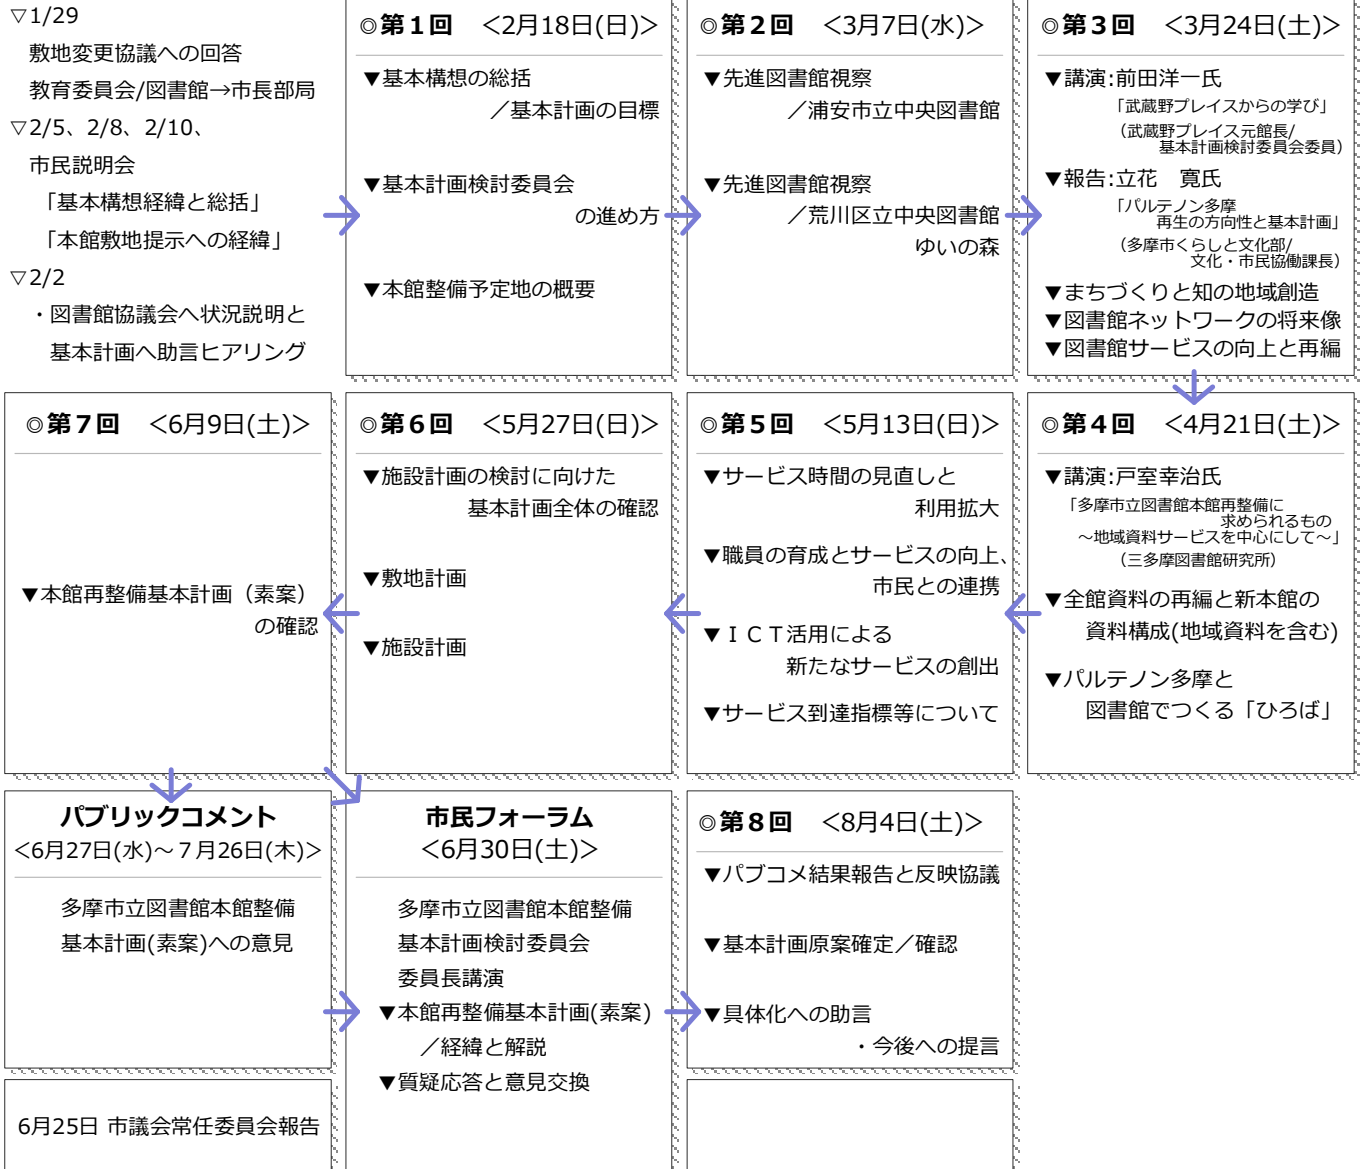 ▽1/29
敷地変更協議への回答
教育委員会/図書館→市長部局
▽2/5、2/8、2/10、
市民説明会
「基本構想経緯と総括」
「本館敷地提示への経緯」
▽2/2
・図書館協議会へ状況説明と
基本計画へ助言ヒアリング
◎第１回　<2月18日(日)>
▼基本構想の総括
／基本計画の目標
▼基本計画検討委員会
の進め方
▼本館整備予定地の概要
◎第２回　<3月7日(水)>
▼先進図書館視察
／浦安市立中央図書館
▼先進図書館視察
／荒川区立中央図書館
ゆいの森
◎第３回　<3月24日(土)>
▼講演:前田洋一氏
「武蔵野プレイスからの学び」
（武蔵野プレイス元館長/
基本計画検討委員会委員）
▼報告:立花　寛氏
「パルテノン多摩
再生の方向性と基本計画」
（多摩市くらしと文化部/
文化・市民協働課長）
▼まちづくりと知の地域創造
▼図書館ネットワークの将来像
▼図書館サービスの向上と再編
◎第４回　<4月21日(土)>
▼講演:戸室幸治氏
「多摩市立図書館本館再整備に
求められるもの
～地域資料サービスを中心にして～」
（三多摩図書館研究所）
▼全館資料の再編と新本館の
資料構成(地域資料を含む)
▼パルテノン多摩と
図書館でつくる「ひろば」
◎第５回　<5月13日(日)>
▼サービス時間の見直しと
利用拡大
▼職員の育成とサービスの向上、
市民との連携
▼ＩＣＴ活用による
新たなサービスの創出
▼サービス到達指標等について
◎第６回　<5月27日(日)>
▼施設計画の検討に向けた
基本計画全体の確認
▼敷地計画
▼施設計画
◎第７回　<6月9日(土)>
▼本館再整備基本計画（素案）
の確認
パブリックコメント
<6月27日(水)～７月26日(木)>
多摩市立図書館本館整備
基本計画(素案)への意見
6月25日 市議会常任委員会報告
市民フォーラム
<6月30日(土)>
多摩市立図書館本館整備
基本計画検討委員会
委員長講演
▼本館再整備基本計画(素案)
／経緯と解説
▼質疑応答と意見交換
◎第８回　<8月4日(土)>
▼パブコメ結果報告と反映協議
▼基本計画原案確定／確認
▼具体化への助言
・今後への提言